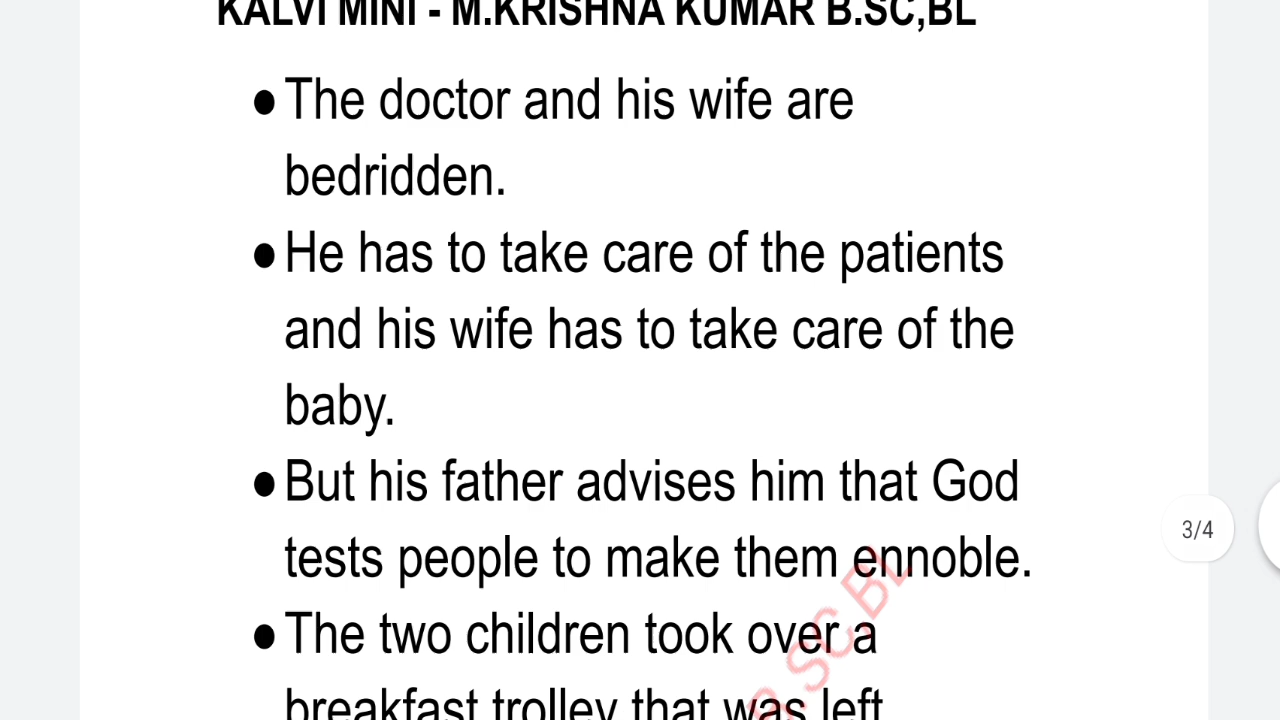 KALVI MINI - M.KRISHNA KUMAR B.SC,BL
●The doctor and his wife are
bedridden.
●He has to take care of the patients
and his wife has to take care of the
baby.
●But his father advises him that God
tests people to make them ennoble.
3/4
●The two children took over a
breakfast trolley that was left
B.SC,BL